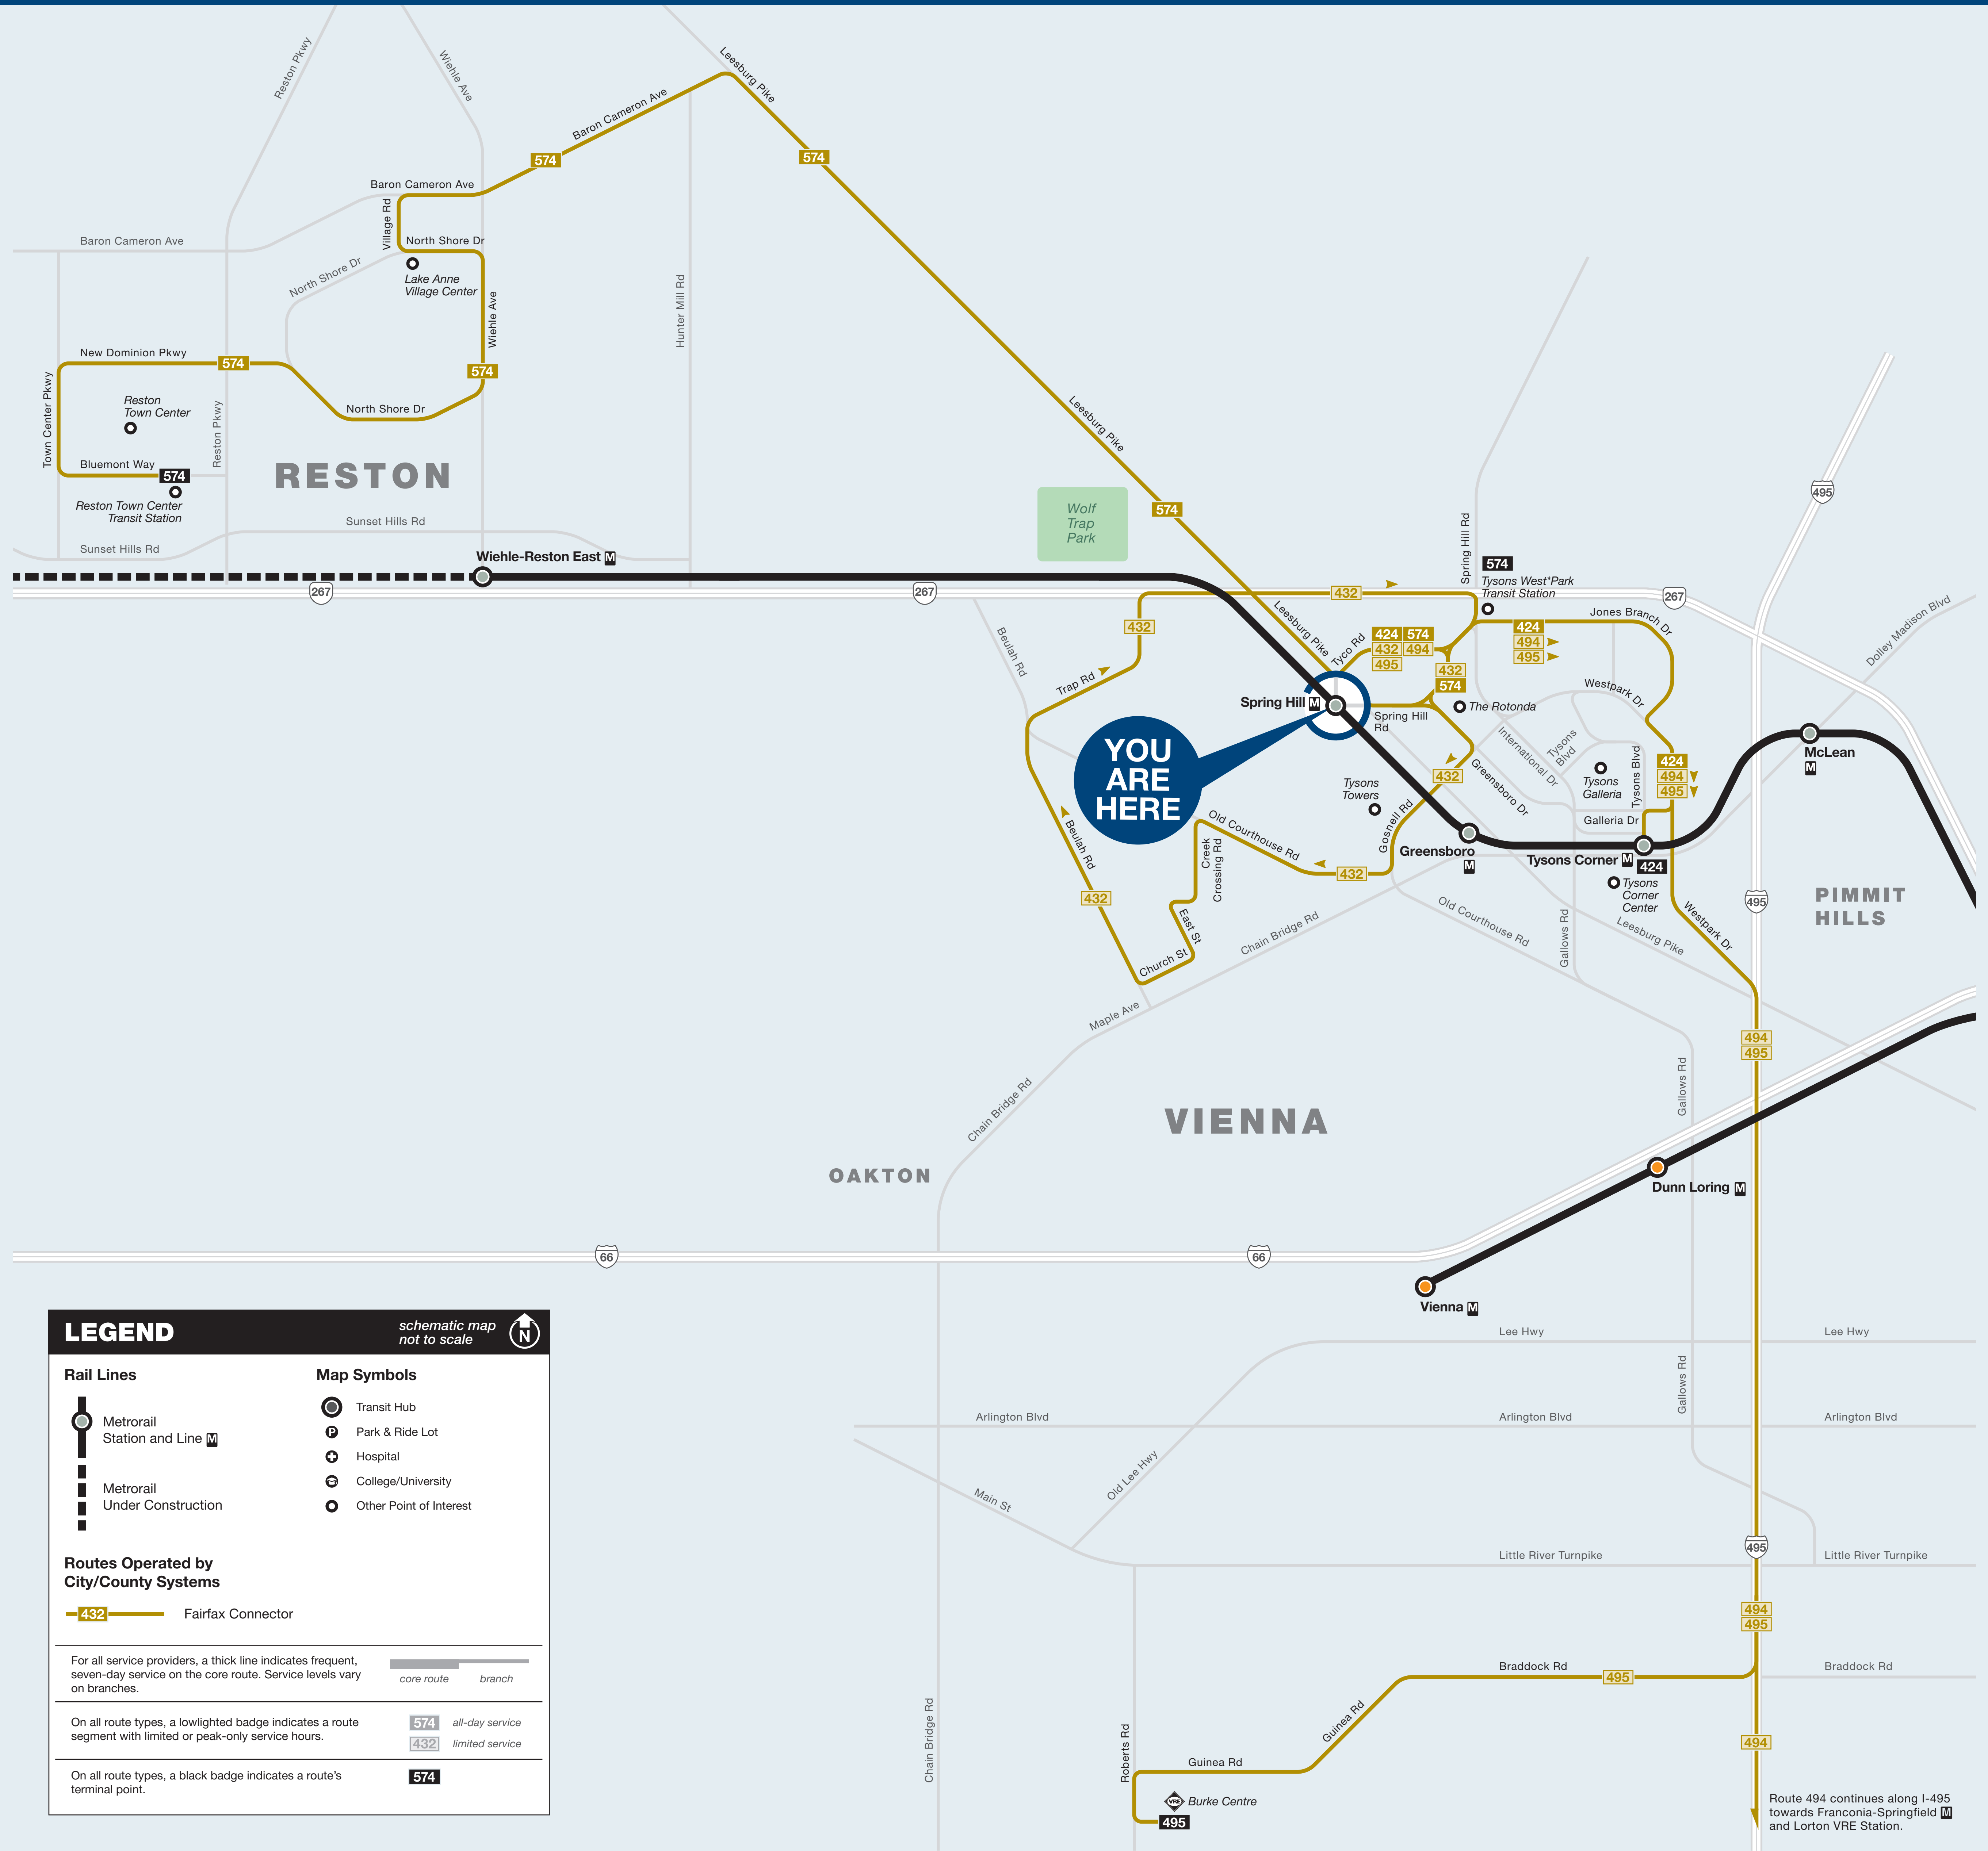 Reston Pkwy
Wiehle Ave
Leesburg Pike
Baron Cameron Ave
574
574
Baron Cameron Ave
Village Rd
Baron Cameron Ave
North Shore Dr
North Shore Dr
Lake Anne
Village Center
Wiehle Ave
Hunter Mill Rd
New Dominion Pkwy
574
574
Town Center Pkwy
Reston
Town Center
North Shore Dr
Reston Pkwy
Leesburg Pike
Bluemont Way
574
RESTON
Reston Town Center
Transit Station
Sunset Hills Rd
Sunset Hills Rd
Wiehle-Reston East M
Wolf
Trap
Park
574
495
Spring Hill Rd
574
Tysons West*Park
Transit Station
267
267
267
432
432
Leesburg Pike
Tyco Rd
424 574
432 494
495
432
574
424
494
495
Jones Branch Dr
Dolley Madison Blvd
Beulah Rd
Trap Rd
Spring Hill M
Spring Hill
Rd
The Rotonda
Westpark Dr
International Dr
Tysons
Blvd
Tysons
Galleria
Tysons Blvd
424
494
495
McLean
M
YOU
ARE
HERE
432
Greensboro Dr
Tysons
Towers
Gosnell Rd
Galleria Dr
Old Courthouse Rd
Creek
Crossing Rd
Beulah Rd
432
Greensboro
M
Tysons Corner M
424
432
Tysons
Corner
Center
495
PIMMIT
HILLS
East St
Church St
Chain Bridge Rd
Old Courthouse Rd
Gallows Rd
Leesburg Pike
Westpark Dr
Maple Ave
494
495
Chain Bridge Rd
Gallows Rd
VIENNA
OAKTON
Dunn Loring M
66
66
Vienna M
Lee Hwy
Lee Hwy
Gallows Rd
Arlington Blvd
Arlington Blvd
Arlington Blvd
Old Lee Hwy
Main St
495
Little River Turnpike
Little River Turnpike
494
495
Braddock Rd
495
Braddock Rd
Chain Bridge Rd
Guinea Rd
494
Roberts Rd
Guinea Rd
VRE Burke Centre
495
Route 494 continues along I-495
towards Franconia-Springfield M
and Lorton VRE Station.
LEGEND
schematic map
not to scale
N
Rail Lines
Metrorail
Station and Line M
Metrorail
Under Construction
Map Symbols
Transit Hub
P Park & Ride Lot
Hospital
College/University
Other Point of Interest
Routes Operated by
City/County Systems
432 Fairfax Connector
For all service providers, a thick line indicates frequent,
seven-day service on the core route. Service levels vary
on branches.
core route branch
On all route types, a lowlighted badge indicates a route
segment with limited or peak-only service hours.
574 all-day service
432 limited service
On all route types, a black badge indicates a route's
terminal point.
574